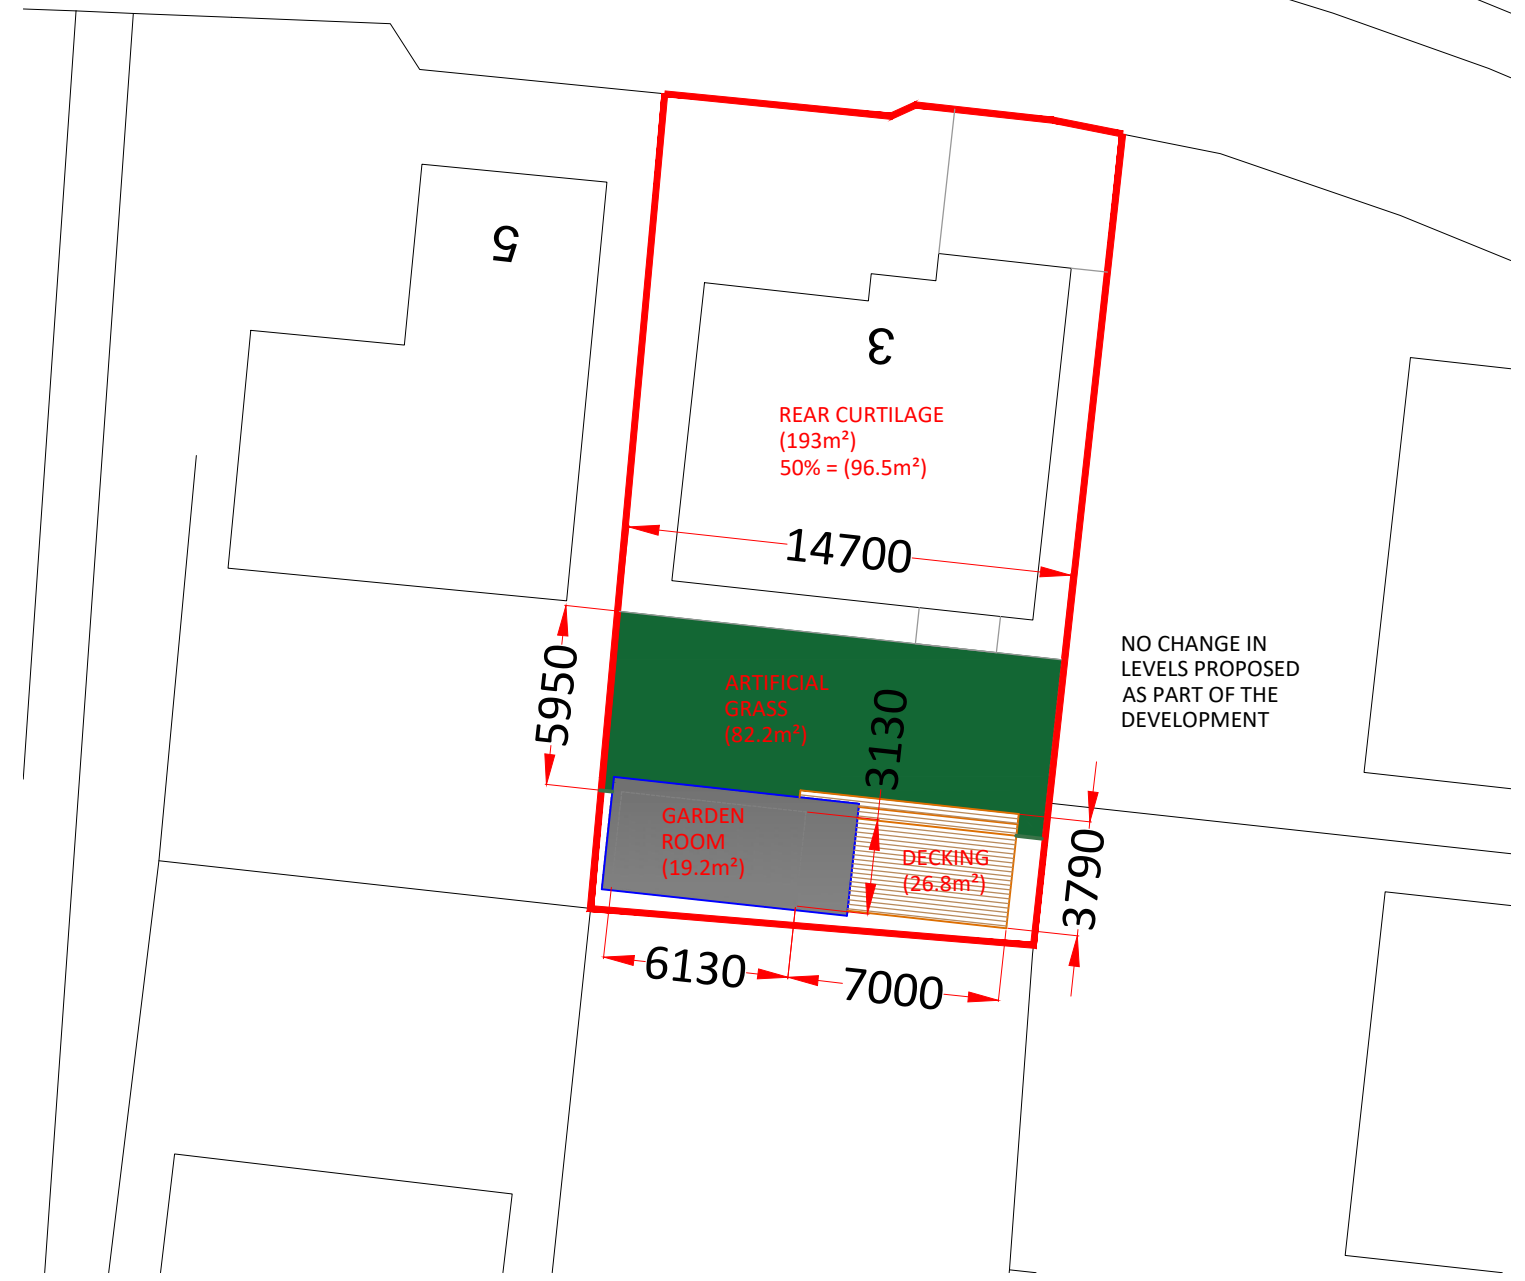 5
3
REAR CURTILAGE
(193m²)
50% = (96.5m²)
14700
5950
ARTIFICIAL
GRASS
(82.2m²)
3130
NO CHANGE IN
LEVELS PROPOSED
AS PART OF THE
DEVELOPMENT
GARDEN
ROOM
(19.2m²)
DECKING
(26.8m²)
3790
6130
7000